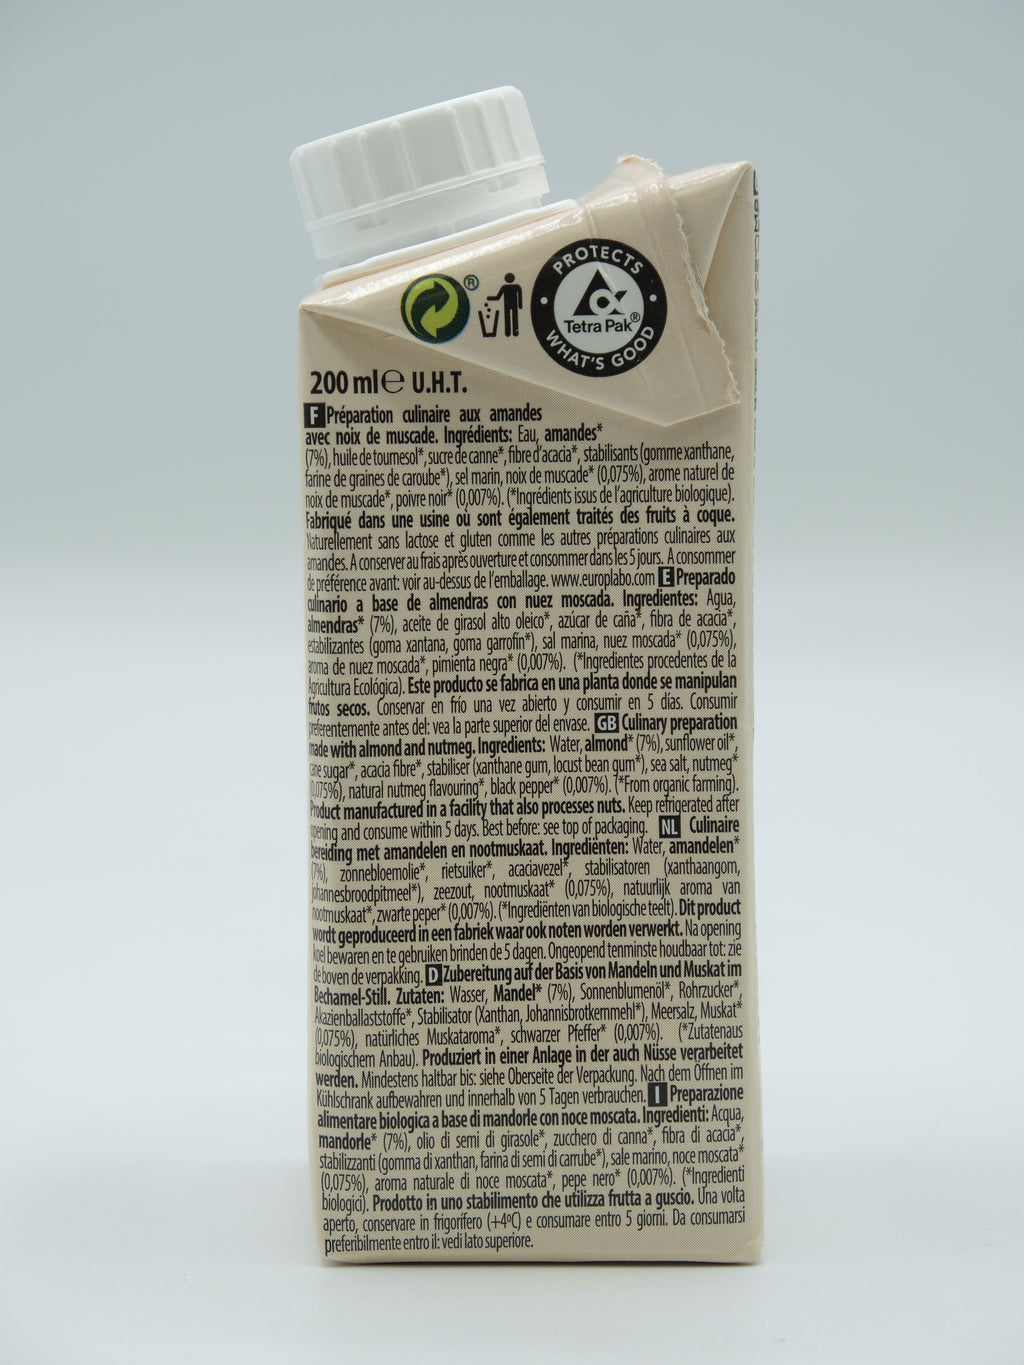 ®
PROTECTS
Tetra Pak®
WHAT'S GOOD
200 ml ℮ U.H.T.
F Préparation culinaire aux amandes
avec noix de muscade. Ingrédients: Eau, amandes*
(7%), huile de tournesol*, sucre de canne*, fibre d'acacia*, stabilisants (gomme xanthane,
farine de graines de caroube*), sel marin, noix de muscade* (0,075%), arome naturel de
noix de muscade*, poivre noir* (0,007%). (*Ingrédients issus de l'agriculture biologique).
Fabriqué dans une usine où sont également traités des fruits à coque.
Naturellement sans lactose et gluten comme les autres préparations culinaires aux
amandes. A conserver au frais après ouverture et consommer dans les 5 jours. A consommer
de préférence avant: voir au-dessus de l'emballage. www.europlabo.com E Preparado
culinario a base de almendras con nuez moscada. Ingredientes: Agua,
almendras* (7%), aceite de girasol alto oleico*, azúcar de caña*, fibra de acacia*,
estabilizantes (goma xantana, goma garrofín*), sal marina, nuez moscada* (0,075%),
aroma de nuez moscada*, pimienta negra* (0,007%). (*Ingredientes procedentes de la
Agricultura Ecológica). Este producto se fabrica en una planta donde se manipulan
frutos secos. Conservar en frío una vez abierto y consumir en 5 días. Consumir
preferentemente antes del: vea la parte superior del envase. GB Culinary preparation
made with almond and nutmeg. Ingredients: Water, almond* (7%), sunflower oil*,
cane sugar*, acacia fibre*, stabiliser (xanthane gum, locust bean gum*), sea salt, nutmeg*
(0,075%), natural nutmeg flavouring*, black pepper* (0,007%). (*From organic farming).
Product manufactured in a facility that also processes nuts. Keep refrigerated after
opening and consume within 5 days. Best before: see top of packaging. NL Culinaire
bereiding met amandelen en nootmuskaat. Ingrediënten: Water, amandelen*
(7%), zonnebloemolie*, rietsuiker*, acaciavezel*, stabilisatoren (xanthaangom,
johannesbroodpitmeel*), zeezout, nootmuskaat* (0,075%), natuurlijk aroma van
nootmuskaat*, zwarte peper* (0,007%). (*Ingrediënten van biologische teelt). Dit product
wordt geproduceerd in een fabriek waar ook noten worden verwerkt. Na opening
koel bewaren en te gebruiken brinden de 5 dagen. Ongeopend tenminste houdbaar tot: zie
de boven de verpakking. D Zubereitung auf der Basis von Mandeln und Muskat im
Bechamel-Still. Zutaten: Wasser, Mandel* (7%), Sonnenblumenöl*, Rohrzucker*,
Akazienballaststoffe*, Stabilisator (Xanthan, Johannisbrotkernmehl*), Meersalz, Muskat*
(0,075%), natürliches Muskataroma*, schwarzer Pfeffer* (0,007%). (*Zutatenaus
biologischem Anbau). Produziert in einer Anlage in der auch Nüsse verarbeitet
werden. Mindestens haltbar bis: siehe Oberseite der Verpackung. Nach dem Öffnen im
Kühlschrank aufbewahren und innerhalb von 5 Tagen verbrauchen. I Preparazione
alimentare biologica a base di mandorle con noce moscata. Ingredienti: Acqua,
mandorle* (7%), olio di semi di girasole*, zucchero di canna*, fibra di acacia*,
stabilizzanti (gomma di xanthan, farina di semi di carrube*), sale marino, noce moscata*
(0,075%), aroma naturale di noce moscata*, pepe nero* (0,007%). (*Ingredienti
biologici). Prodotto in uno stabilimento che utilizza frutta a guscio. Una volta
aperto, conservare in frigorífero (+4ºC) e consumare entro 5 giorni. Da consumarsi
preferibilmente entro il: vedi lato superiore.